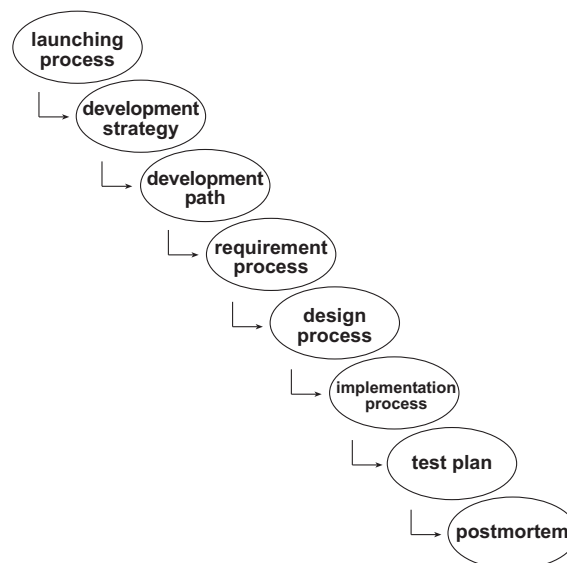 launching
process
development
strategy
development
path
requirement
process
design
process
implementation
process
test plan
postmortem